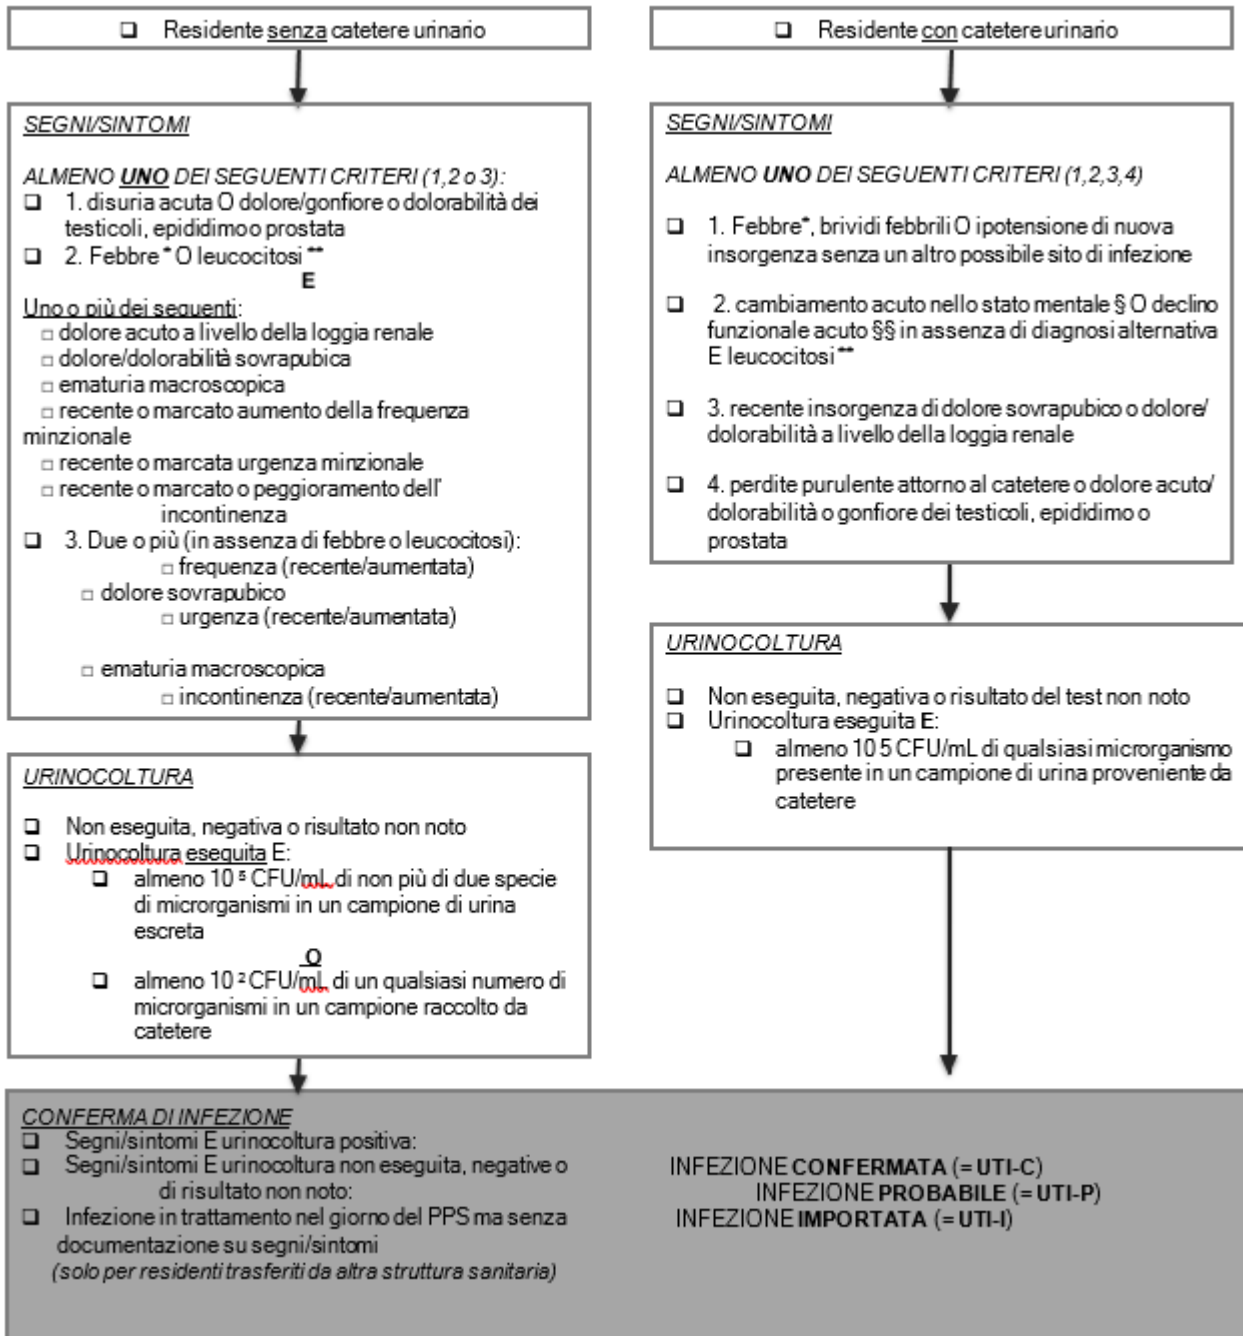 ❑ Residente senza catetere urinario
SEGNI/SINTOMI
ALMENO UNO DEI SEGUENTI CRITERI (1,2 o 3):
❑ 1. disuria acuta O dolore/gonfiore o dolorabilità dei
testicoli, epididimo o prostata
❑ 2. Febbre * O leucocitosi **
E
Uno o più dei seguenti:
□ dolore acuto a livello della loggia renale
□ dolore/dolorabilità sovrapubica
□ ematuria macroscopica
□ recente o marcato aumento della frequenza
minzionale
□ recente o marcata urgenza minzionale
□ recente o marcato o peggioramento dell'
incontinenza
❑ 3. Due o più (in assenza di febbre o leucocitosi):
□ frequenza (recente/aumentata)
□ dolore sovrapubico
□ urgenza (recente/aumentata)
□ ematuria macroscopica
□ incontinenza (recente/aumentata)
URINOCOLTURA
❑ Non eseguita, negativa o risultato non noto
❑ Urinocoltura eseguita E:
❑ almeno 10 ⁵ CFU/mL di non più di due specie
di microrganismi in un campione di urina
escreta
O
❑ almeno 10 ² CFU/mL di un qualsiasi numero di
microrganismi in un campione raccolto da
catetere
❑ Residente con catetere urinario
SEGNI/SINTOMI
ALMENO UNO DEI SEGUENTI CRITERI (1,2,3,4)
❑ 1. Febbre*, brividi febbrili O ipotensione di nuova
insorgenza senza un altro possibile sito di infezione
❑ 2. cambiamento acuto nello stato mentale § O declino
funzionale acuto §§ in assenza di diagnosi alternativa
E leucocitosi **
❑ 3. recente insorgenza di dolore sovrapubico o dolore/
dolorabilità a livello della loggia renale
❑ 4. perdite purulente attorno al catetere o dolore acuto/
dolorabilità o gonfiore dei testicoli, epididimo o
prostata
URINOCOLTURA
❑ Non eseguita, negativa o risultato del test non noto
❑ Urinocoltura eseguita E:
❑ almeno 10 5 CFU/mL di qualsiasi microrganismo
presente in un campione di urina proveniente da
catetere
CONFERMA DI INFEZIONE
❑ Segni/sintomi E urinocoltura positiva:
❑ Segni/sintomi E urinocoltura non eseguita, negative o
di risultato non noto:
❑ Infezione in trattamento nel giorno del PPS ma senza
documentazione su segni/sintomi
(solo per residenti trasferiti da altra struttura sanitaria)
INFEZIONE CONFERMATA (= UTI-C)
INFEZIONE PROBABILE (= UTI-P)
INFEZIONE IMPORTATA (= UTI-I)